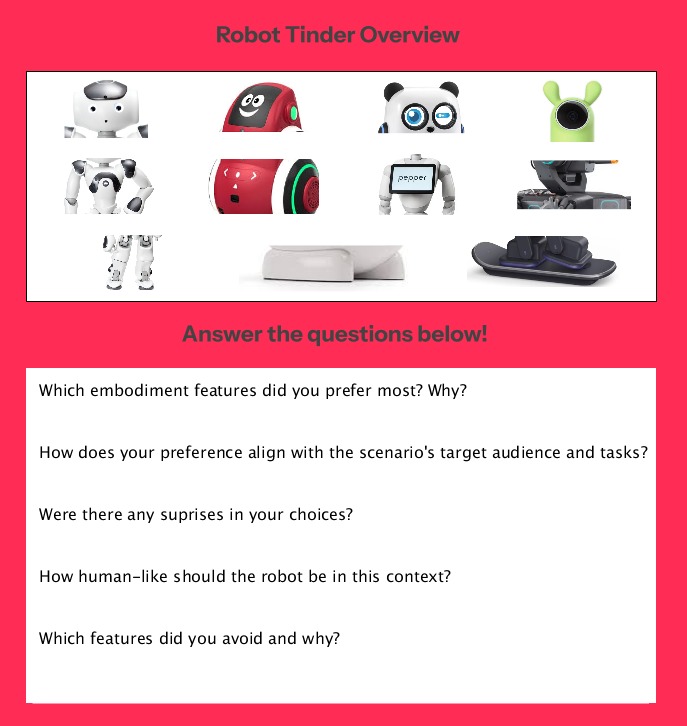 Robot Tinder Overview
pepper
Answer the questions below!
Which embodiment features did you prefer most? Why?
How does your preference align with the scenario's target audience and tasks?
Were there any suprises in your choices?
How human-like should the robot be in this context?
Which features did you avoid and why?